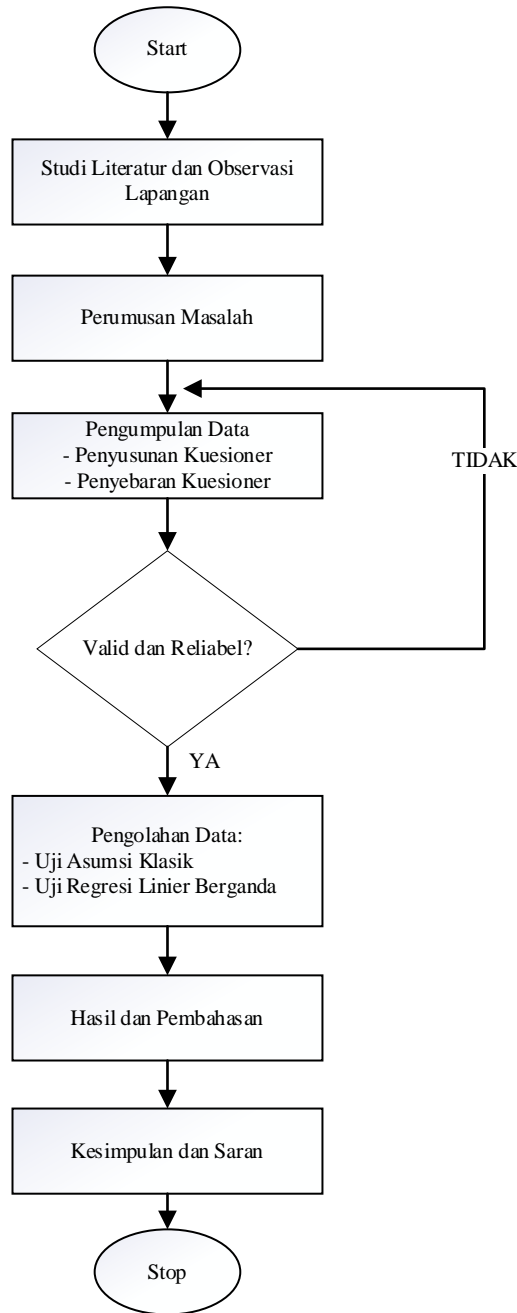 Start
Studi Literatur dan Observasi
Lapangan
Perumusan Masalah
Pengumpulan Data
- Penyusunan Kuesioner
- Penyebaran Kuesioner
TIDAK
Valid dan Reliabel?
YA
Pengolahan Data:
- Uji Asumsi Klasik
- Uji Regresi Linier Berganda
Hasil dan Pembahasan
Kesimpulan dan Saran
Stop